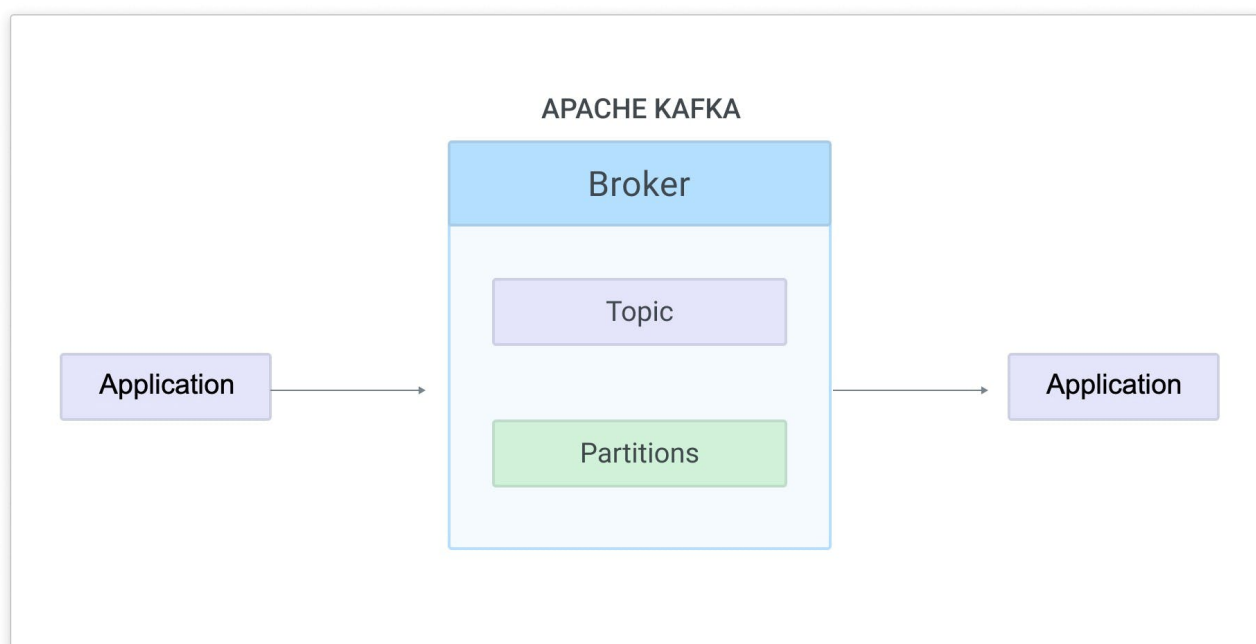 APACHE KAFKA
Broker
Topic
Application
Application
Partitions